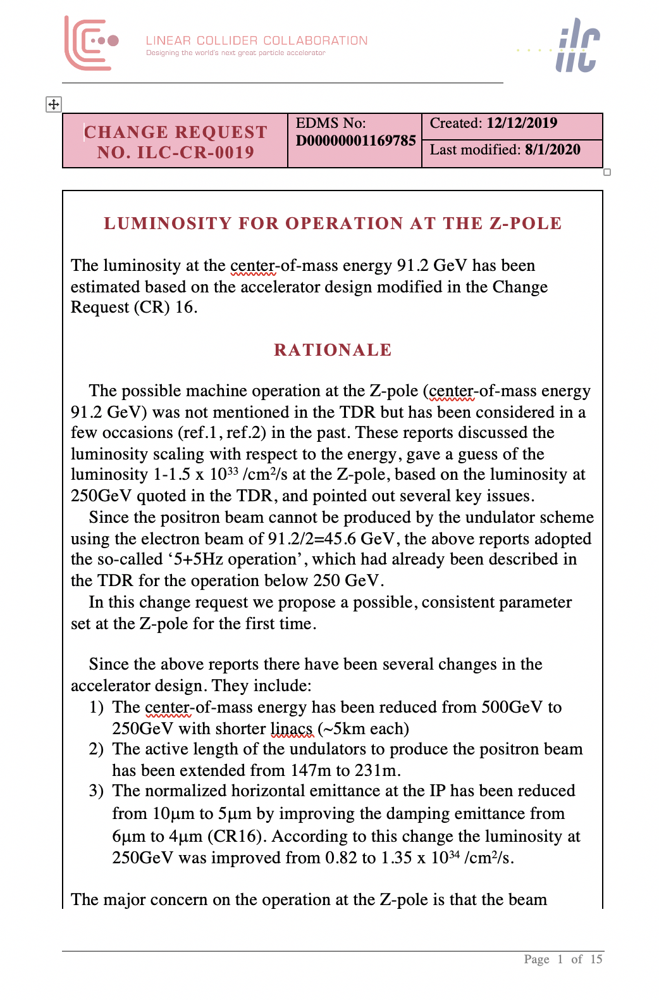 LINEAR COLLIDER COLLABORATION
Designing the world's next great particle accelerator
ilc
CHANGE REQUEST
NO. ILC-CR-0019
EDMS No:
D00000001169785
Created: 12/12/2019
Last modified: 8/1/2020
LUMINOSITY FOR OPERATION AT THE Z-POLE
The luminosity at the center-of-mass energy 91.2 GeV has been
estimated based on the accelerator design modified in the Change
Request (CR) 16.
RATIONALE
The possible machine operation at the Z-pole (center-of-mass energy
91.2 GeV) was not mentioned in the TDR but has been considered in a
few occasions (ref.1, ref.2) in the past. These reports discussed the
luminosity scaling with respect to the energy, gave a guess of the
luminosity 1-1.5 x 10³³ /cm²/s at the Z-pole, based on the luminosity at
250GeV quoted in the TDR, and pointed out several key issues.
Since the positron beam cannot be produced by the undulator scheme
using the electron beam of 91.2/2=45.6 GeV, the above reports adopted
the so-called ‘5+5Hz operation’, which had already been described in
the TDR for the operation below 250 GeV.
In this change request we propose a possible, consistent parameter
set at the Z-pole for the first time.
Since the above reports there have been several changes in the
accelerator design. They include:
1) The center-of-mass energy has been reduced from 500GeV to
250GeV with shorter linacs (~5km each)
2) The active length of the undulators to produce the positron beam
has been extended from 147m to 231m.
3) The normalized horizontal emittance at the IP has been reduced
from 10μm to 5μm by improving the damping emittance from
6μm to 4μm (CR16). According to this change the luminosity at
250GeV was improved from 0.82 to 1.35 x 10³⁴ /cm²/s.
The major concern on the operation at the Z-pole is that the beam
Page 1 of 15